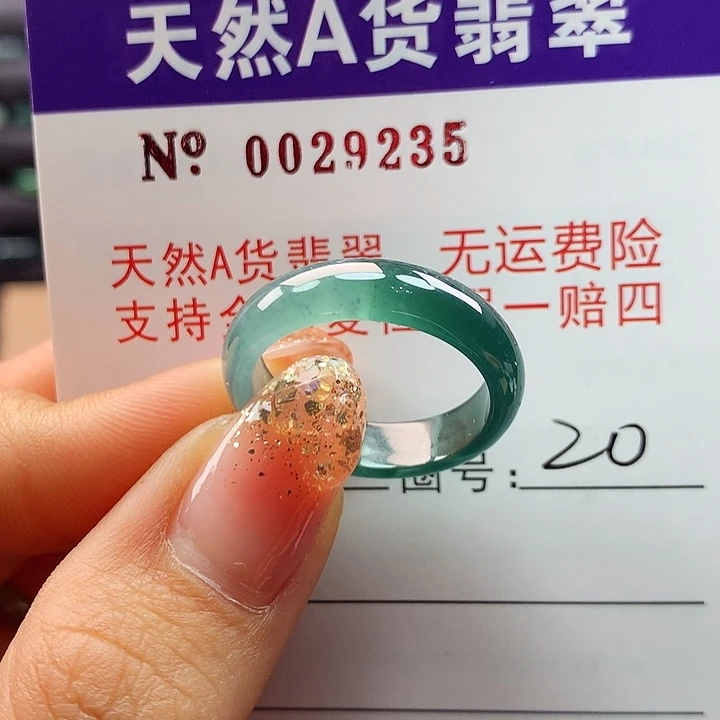 天然A货翡翠
Nº 0029235
天然A货翡翠 无运费险
支持 一赔四
圈号: 20